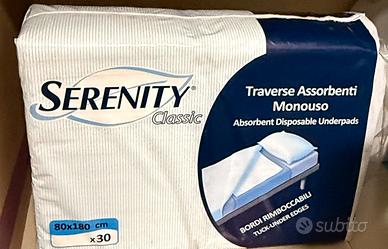 SERENITY®
Classic
Traverse Assorbenti
Monouso
Absorbent Disposable Underpads
BORDI RIMBOCCABILI
TUCK-UNDER EDGES
80x180 cm
x30
subito